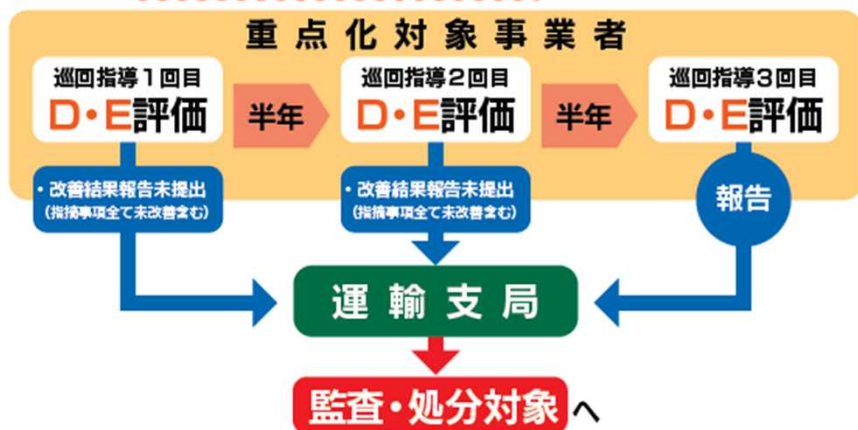 重点化対象事業者
巡回指導1回目
D・E評価
半年
巡回指導2回目
D・E評価
半年
巡回指導3回目
D・E評価
・改善結果報告未提出
(指摘事項全て未改善含む)
・改善結果報告未提出
(指摘事項全て未改善含む)
報告
運輸支局
監査・処分対象へ